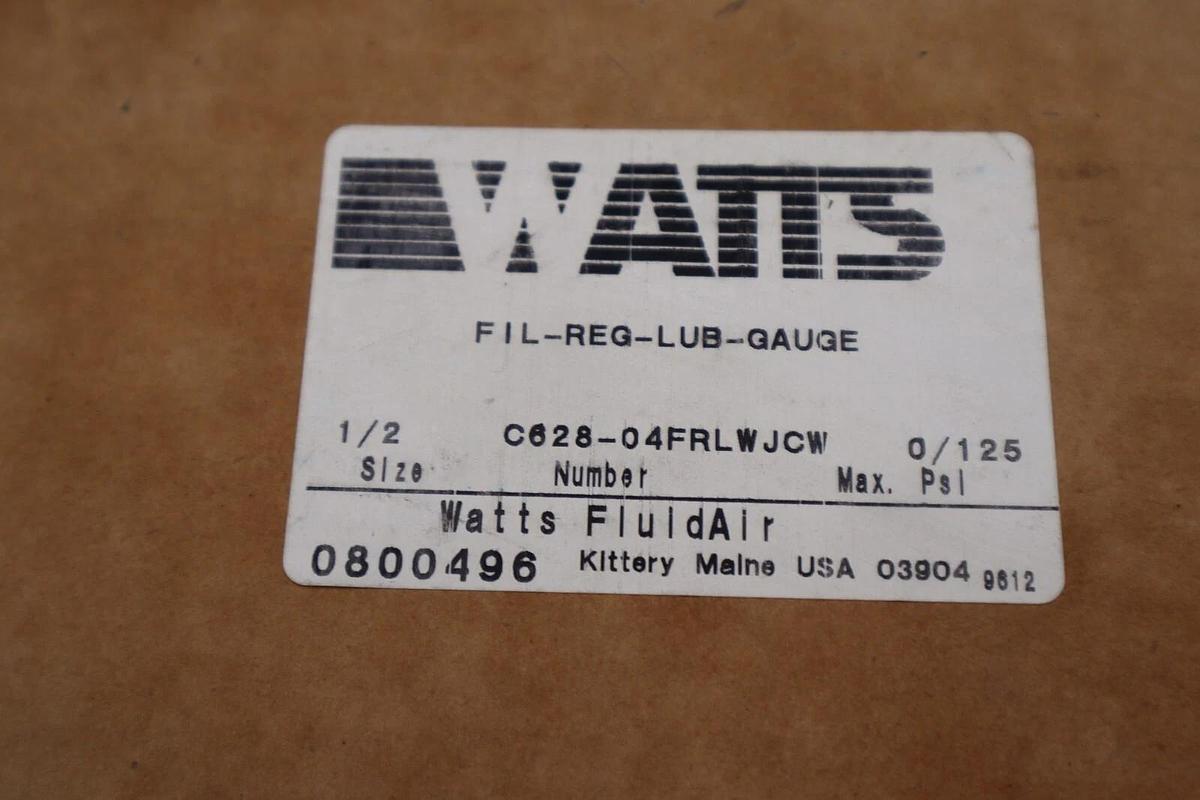 WATTS
FIL-REG-LUB-GAUGE
1/2 C628-04FRLWJCW 0/125
Size Number Max. Psi
Watts FluidAir
0800496 Kittery Maine USA 03904 9612